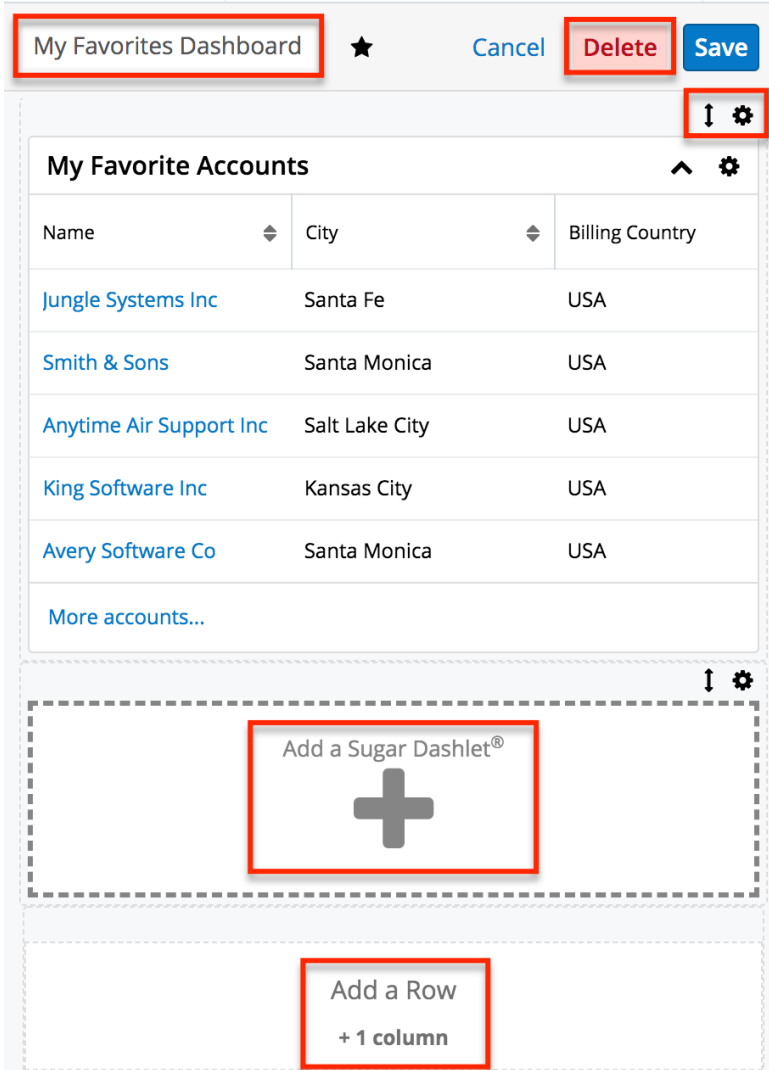 My Favorites Dashboard Cancel Delete Save
My Favorite Accounts
Name City Billing Country
Jungle Systems Inc Santa Fe USA
Smith & Sons Santa Monica USA
Anytime Air Support Inc Salt Lake City USA
King Software Inc Kansas City USA
Avery Software Co Santa Monica USA
More accounts...
Add a Sugar Dashlet®
Add a Row
+ 1 column